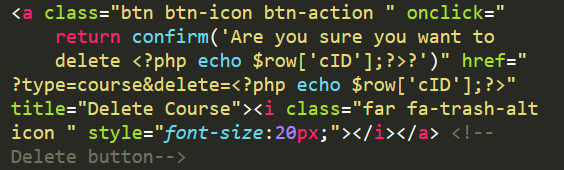 <a class="btn btn-icon btn-action " onclick="
return confirm('Are you sure you want to
delete <?php echo $row['cID'];?>?')" href="
?type=course&delete=<?php echo $row['cID'];?>"
title="Delete Course"><i class="far fa-trash-alt
icon " style="font-size:20px;"></i></a> <!--
Delete button-->